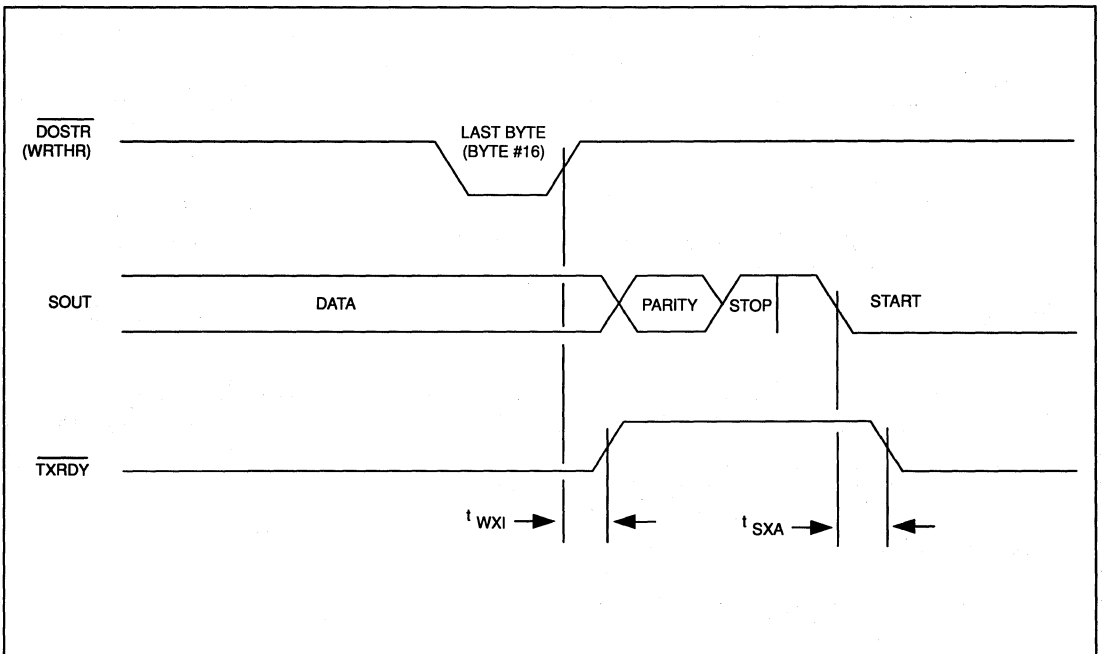 DOSTR
(WRTHR)
LAST BYTE
(BYTE #16)
SOUT
DATA
PARITY
STOP
START
TXRDY
t WXI
t SXA